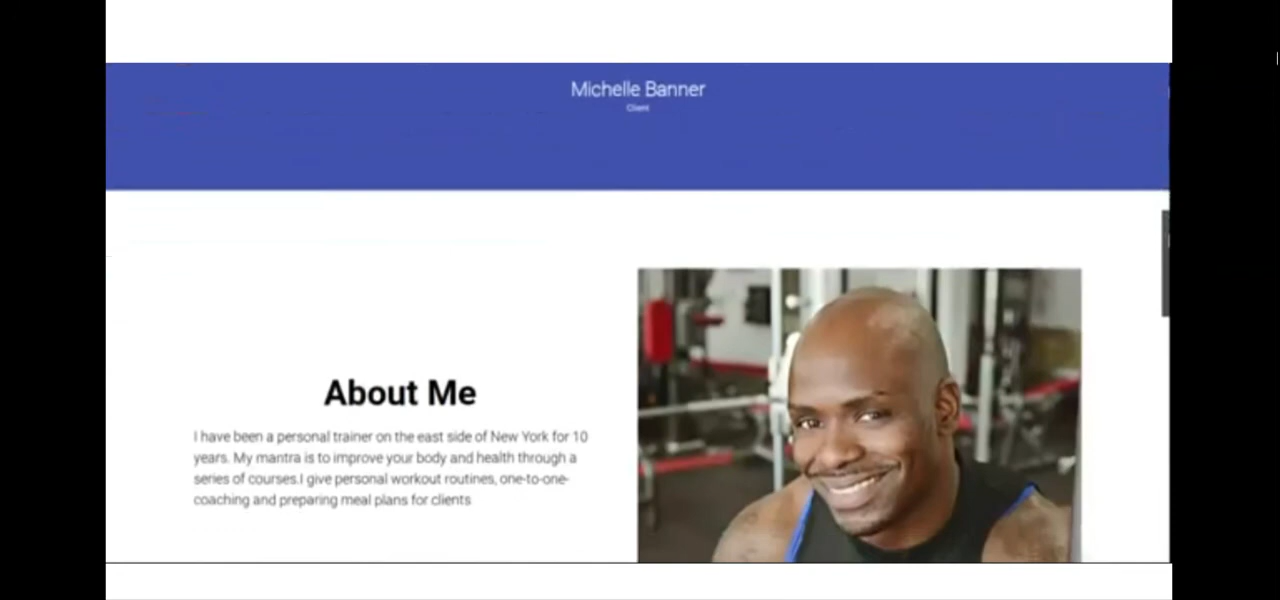 Michelle Banner
Client
About Me
I have been a personal trainer on the east side of New York for 10
years. My mantra is to improve your body and health through a
series of courses.I give personal workout routines, one-to-one-
coaching and preparing meal plans for clients